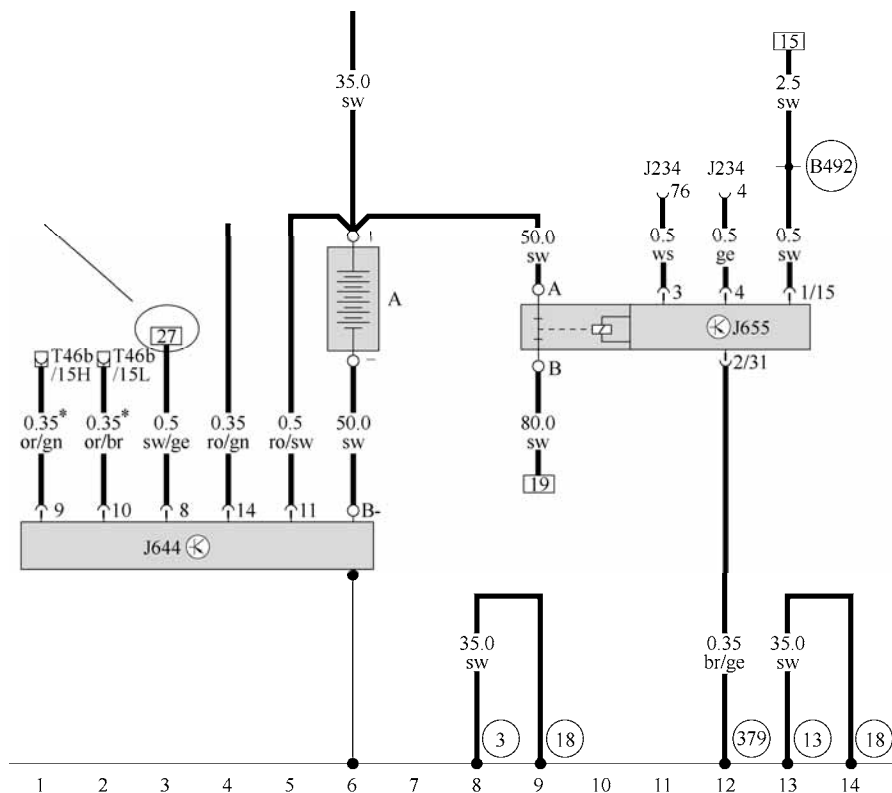 15
35.0
sw
2.5
sw
B492
J234
J234
76
4
50.0
sw
0.5
ws
0.5
ge
0.5
sw
A
3
4
1/15
A
J655
27
T46b
/15H
T46b
/15L
B
2/31
0.35*
or/gn
0.35*
or/br
0.5
sw/ge
0.35
ro/gn
0.5
ro/sw
50.0
sw
80.0
sw
19
9
10
8
14
11
B-
J644
35.0
sw
0.35
br/ge
35.0
sw
3
18
379
13
18
1 2 3 4 5 6 7 8 9 10 11 12 13 14